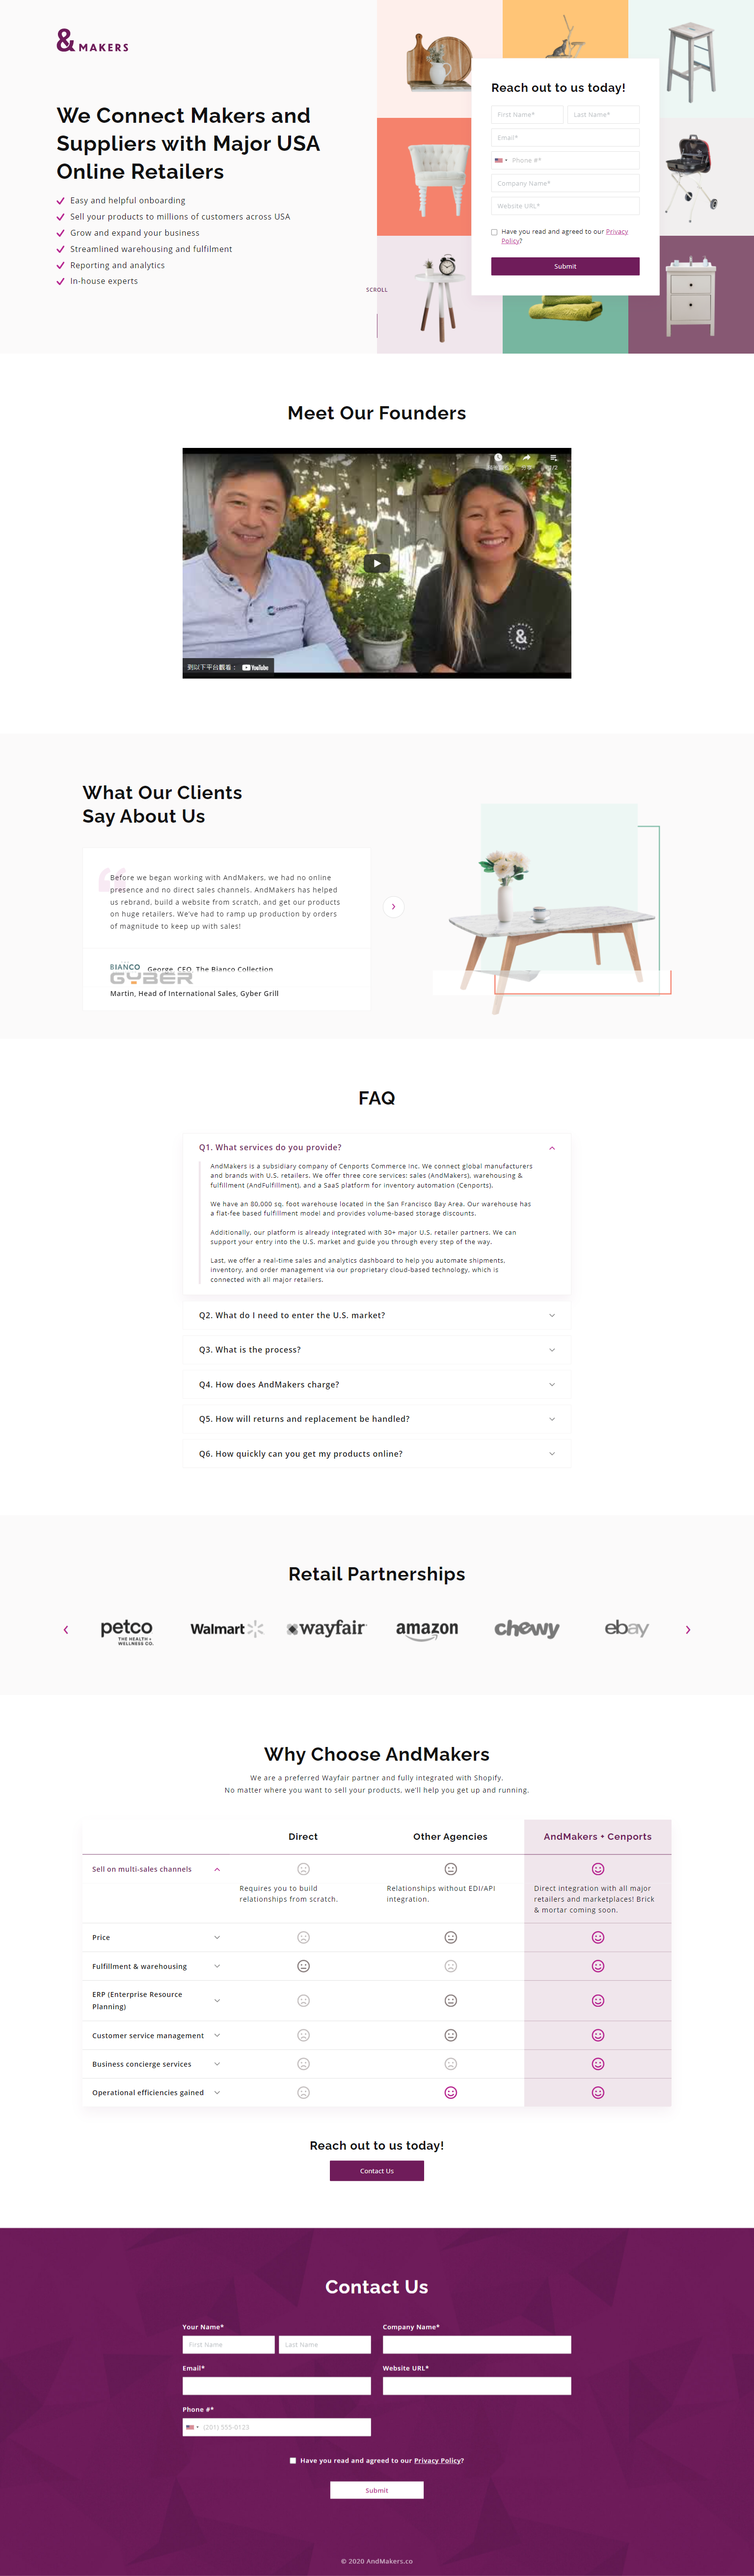 & MAKERS
We Connect Makers and
Suppliers with Major USA
Online Retailers
Easy and helpful onboarding
Sell your products to millions of customers across USA
Grow and expand your business
Streamlined warehousing and fulfilment
Reporting and analytics
In-house experts
SCROLL
Reach out to us today!
First Name*
Last Name*
Email*
Phone #*
Company Name*
Website URL*
Have you read and agreed to our Privacy
Policy?
Submit
Meet Our Founders
&
到以下平台觀看： YouTube
What Our Clients
Say About Us
Before we began working with AndMakers, we had no online
presence and no direct sales channels. AndMakers has helped
us rebrand, build a website from scratch, and get our products
on huge retailers. We've had to ramp up production by orders
of magnitude to keep up with sales!
BIANCO
George, CEO, The Bianco Collection
GYBER
Martin, Head of International Sales, Gyber Grill
FAQ
Q1. What services do you provide?
AndMakers is a subsidiary company of Cenports Commerce Inc. We connect global manufacturers
and brands with U.S. retailers. We offer three core services: sales (AndMakers), warehousing &
fulfillment (AndFulfillment), and a SaaS platform for inventory automation (Cenports).
We have an 80,000 sq. foot warehouse located in the San Francisco Bay Area. Our warehouse has
a flat-fee based fulfillment model and provides volume-based storage discounts.
Additionally, our platform is already integrated with 30+ major U.S. retailer partners. We can
support your entry into the U.S. market and guide you through every step of the way.
Last, we offer a real-time sales and analytics dashboard to help you automate shipments,
inventory, and order management via our proprietary cloud-based technology, which is
connected with all major retailers.
Q2. What do I need to enter the U.S. market?
Q3. What is the process?
Q4. How does AndMakers charge?
Q5. How will returns and replacement be handled?
Q6. How quickly can you get my products online?
Retail Partnerships
petco
THE HEALTH +
WELLNESS CO.
Walmart
wayfair
amazon
chewy
ebay
Why Choose AndMakers
We are a preferred Wayfair partner and fully integrated with Shopify.
No matter where you want to sell your products, we'll help you get up and running.
Direct
Other Agencies
AndMakers + Cenports
Sell on multi-sales channels
Requires you to build
relationships from scratch.
Relationships without EDI/API
integration.
Direct integration with all major
retailers and marketplaces! Brick
& mortar coming soon.
Price
Fulfillment & warehousing
ERP (Enterprise Resource
Planning)
Customer service management
Business concierge services
Operational efficiencies gained
Reach out to us today!
Contact Us
Contact Us
Your Name*
Company Name*
First Name
Last Name
Email*
Website URL*
Phone #*
(201) 555-0123
Have you read and agreed to our Privacy Policy?
Submit
© 2020 AndMakers.co